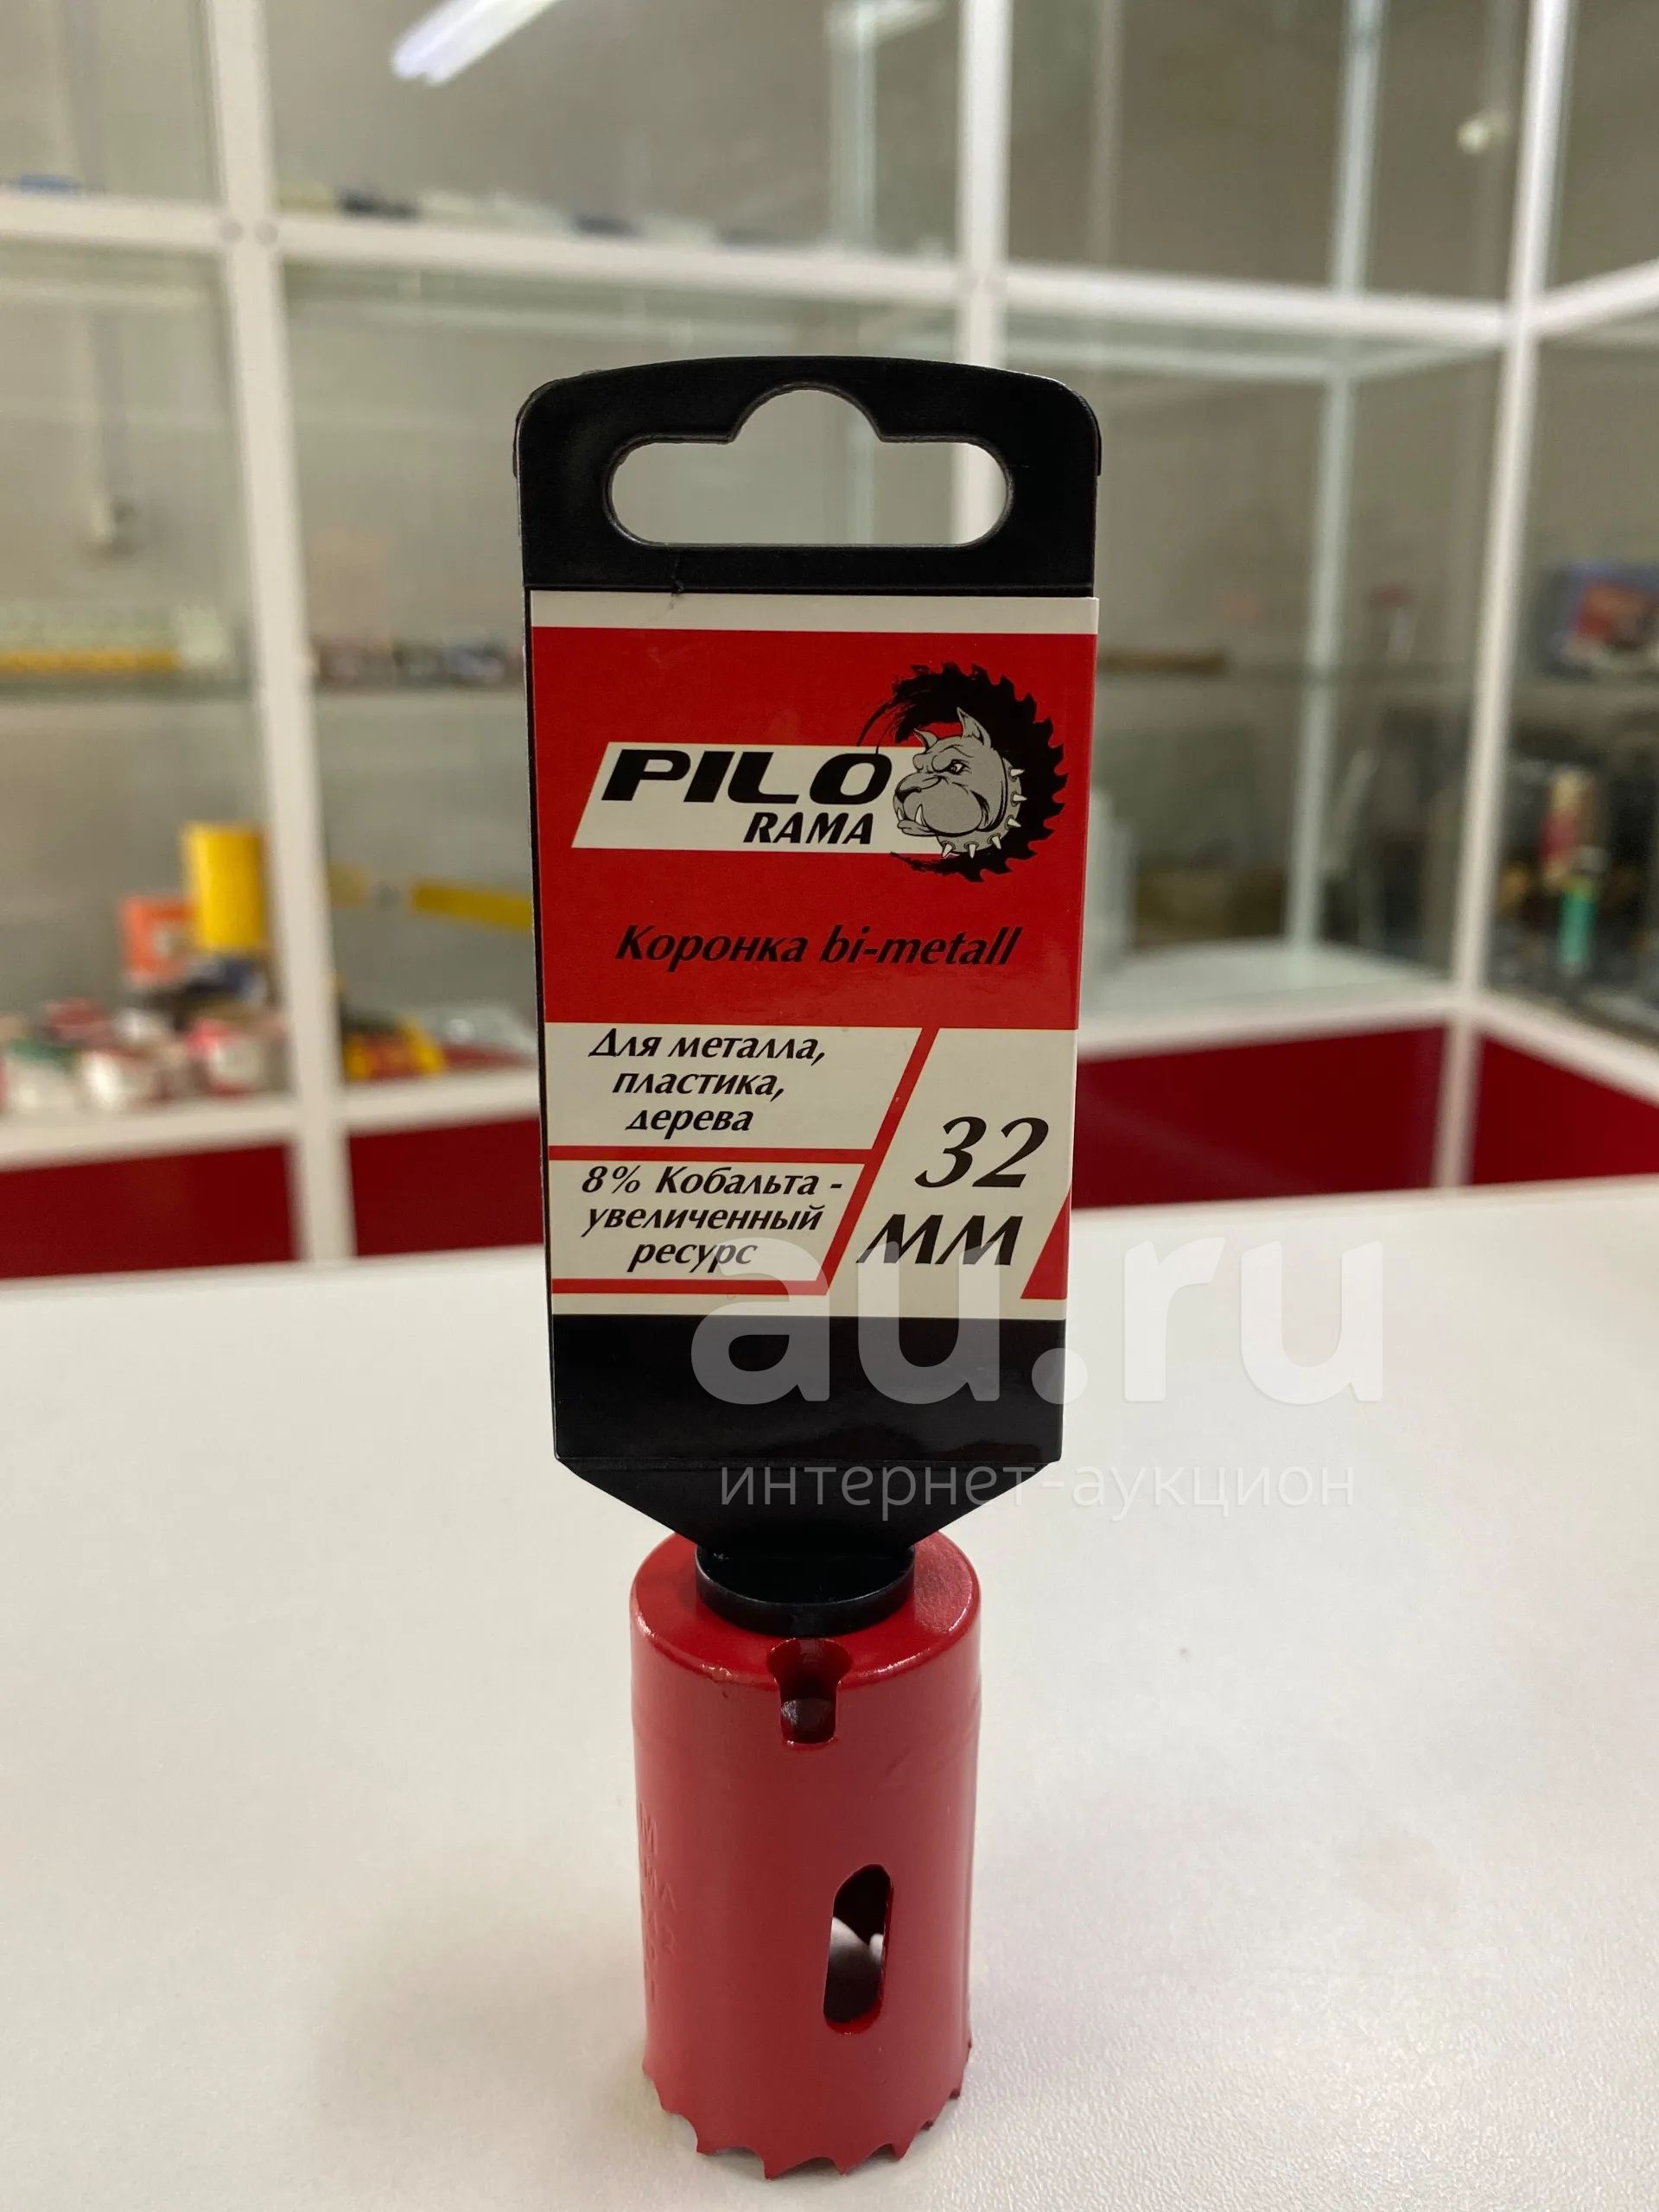 PILO
RAMA
Коронка bi-metall
Для металла,
пластика,
дерева
8% Кобальта -
увеличенный
ресурс
32
мм
au.ru
интернет-аукцион